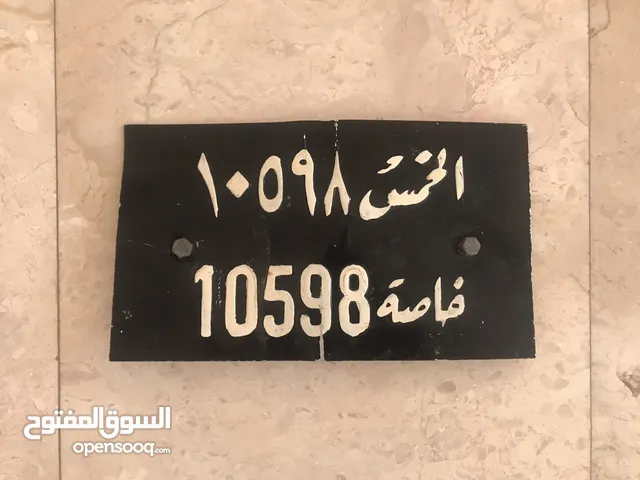 الخمس ١٠٥٩٨
خاصة 10598
السوق المفتوح
opensooq.com